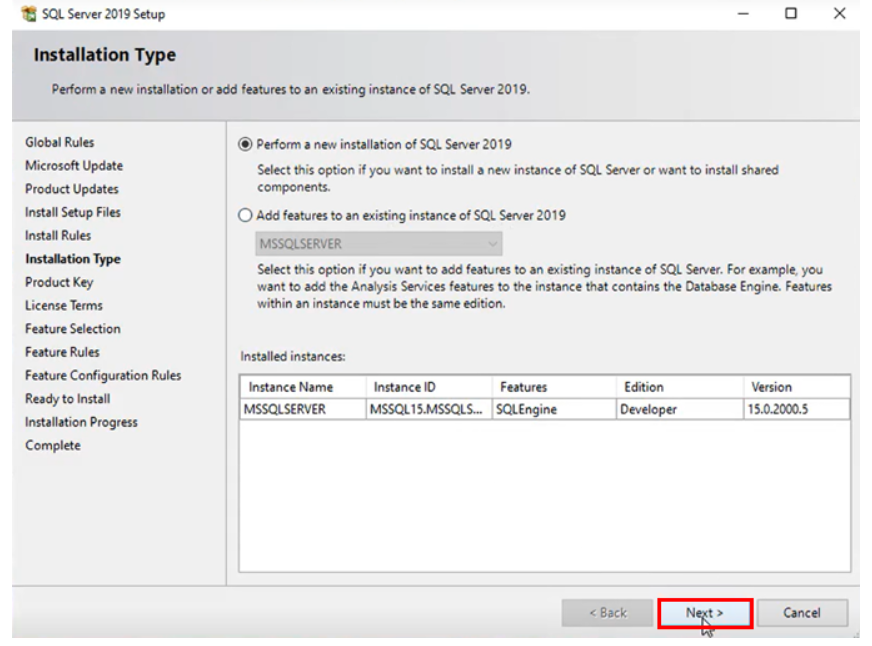 SQL Server 2019 Setup
Installation Type
Perform a new installation or add features to an existing instance of SQL Server 2019.
Global Rules
Microsoft Update
Product Updates
Install Setup Files
Install Rules
Installation Type
Product Key
License Terms
Feature Selection
Feature Rules
Feature Configuration Rules
Ready to Install
Installation Progress
Complete
Perform a new installation of SQL Server 2019
Select this option if you want to install a new instance of SQL Server or want to install shared
components.
Add features to an existing instance of SQL Server 2019
MSSQLSERVER
Select this option if you want to add features to an existing instance of SQL Server. For example, you
want to add the Analysis Services features to the instance that contains the Database Engine. Features
within an instance must be the same edition.
Installed instances:
Instance Name Instance ID Features Edition Version
MSSQLSERVER MSSQL15.MSSQLS... SQLEngine Developer 15.0.2000.5
< Back Next > Cancel